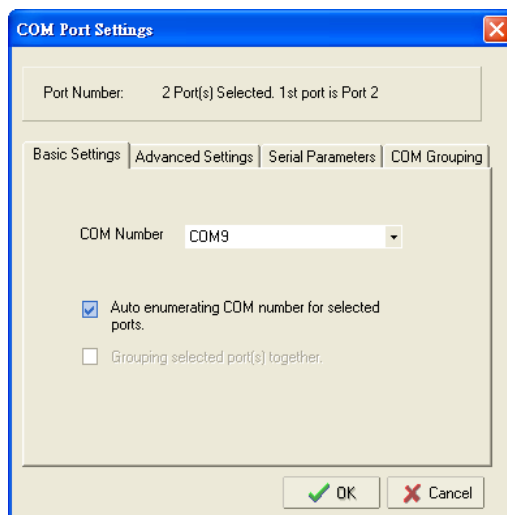 COM Port Settings
Port Number: 2 Port(s) Selected. 1st port is Port 2
Basic Settings Advanced Settings Serial Parameters COM Grouping
COM Number COM9
Auto enumerating COM number for selected
ports.
Grouping selected port(s) together.
OK Cancel